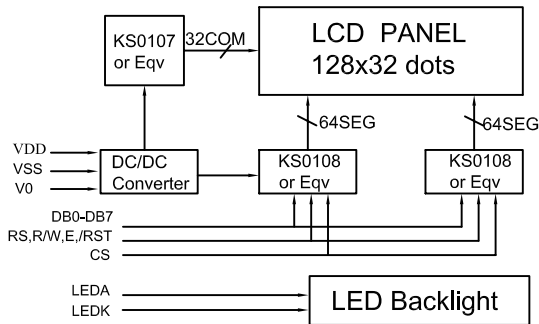 KS0107
or Eqv
32COM
LCD PANEL
128x32 dots
64SEG
64SEG
VDD
VSS
V0
DC/DC
Converter
KS0108
or Eqv
KS0108
or Eqv
DB0-DB7
RS,R/W,E,/RST
CS
LEDA
LEDK
LED Backlight